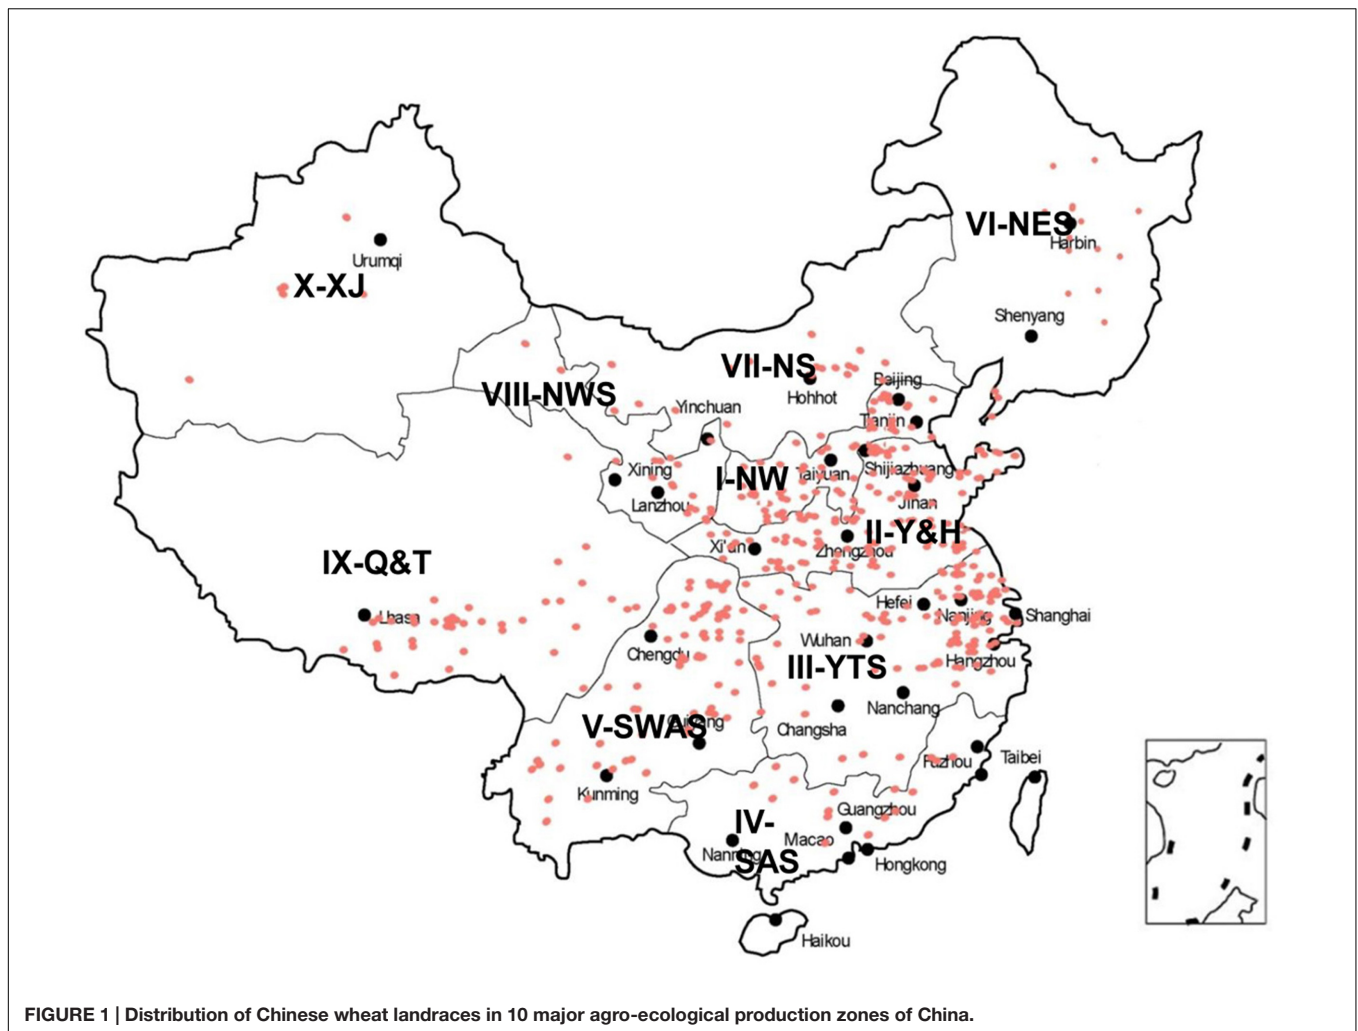 VI-NES
Harbin
Urumqi
X-XJ
Shenyang
VII-NS
Beijing
VIII-NWS
Hohhot
Yinchuan
Tianjin
Xining
I-NW
Taiyuan
Shijiazhuang
Lanzhou
Jinan
II-Y&H
Xi'an
Zhengzhou
IX-Q&T
Hefei
Nanjing
Lhasa
Shanghai
Wuhan
Chengdu
Hangzhou
III-YTS
Nanchang
V-SWAS
Guiyang
Changsha
Fuzhou
Taibei
Kunming
Guangzhou
IV-
SAS
Macao
Nanning
Hongkong
Haikou
FIGURE 1 | Distribution of Chinese wheat landraces in 10 major agro-ecological production zones of China.